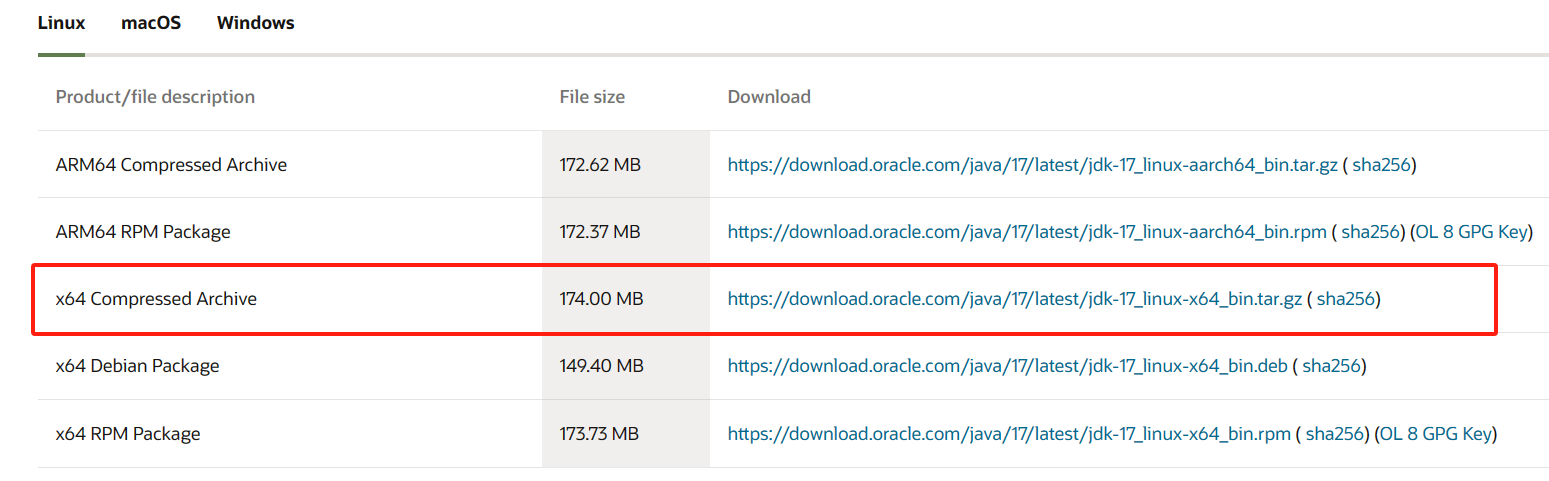 Linux macOS Windows
Product/file description File size Download
ARM64 Compressed Archive 172.62 MB https://download.oracle.com/java/17/latest/jdk-17_linux-aarch64_bin.tar.gz ( sha256)
ARM64 RPM Package 172.37 MB https://download.oracle.com/java/17/latest/jdk-17_linux-aarch64_bin.rpm ( sha256) (OL 8 GPG Key)
x64 Compressed Archive 174.00 MB https://download.oracle.com/java/17/latest/jdk-17_linux-x64_bin.tar.gz ( sha256)
x64 Debian Package 149.40 MB https://download.oracle.com/java/17/latest/jdk-17_linux-x64_bin.deb ( sha256)
x64 RPM Package 173.73 MB https://download.oracle.com/java/17/latest/jdk-17_linux-x64_bin.rpm ( sha256) (OL 8 GPG Key)